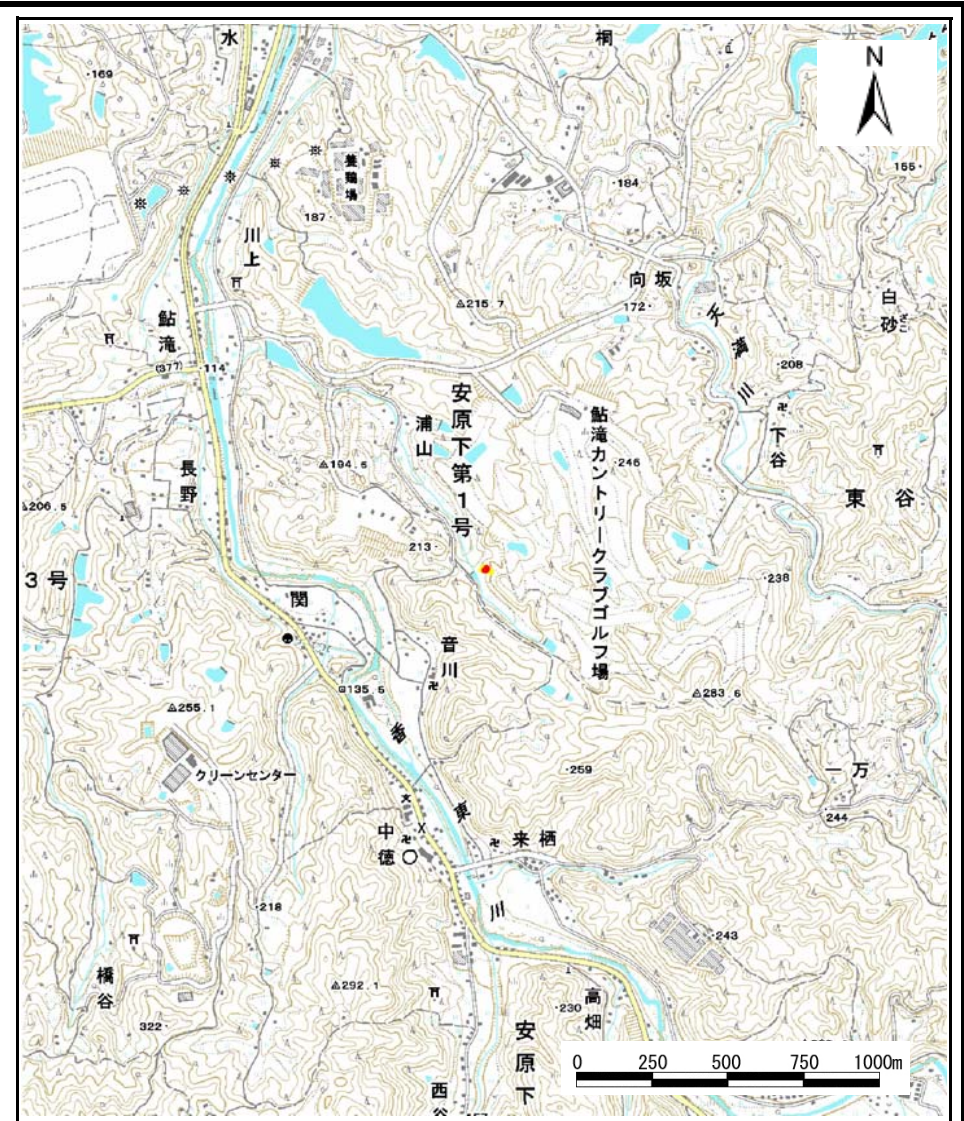 水
桐
N
・169
養鶏場
・184
155・
187・
川上
向坂
△215.7
172・
白砂
天満川
鮎滝
(377)
・114
・208
安原下第1号
浦山
鮎滝カントリークラブゴルフ場
下谷
・246
長野
△194.5
△206.5
東谷
213・
3号
・238
関
音川
□135.5
△283.6
△255.1
香東川
クリーンセンター
・259
一万
244
中徳
来栖
・218
・243
橋谷
△292.1
322・
・230
高畑
安原下
西谷
0 250 500 750 1000m